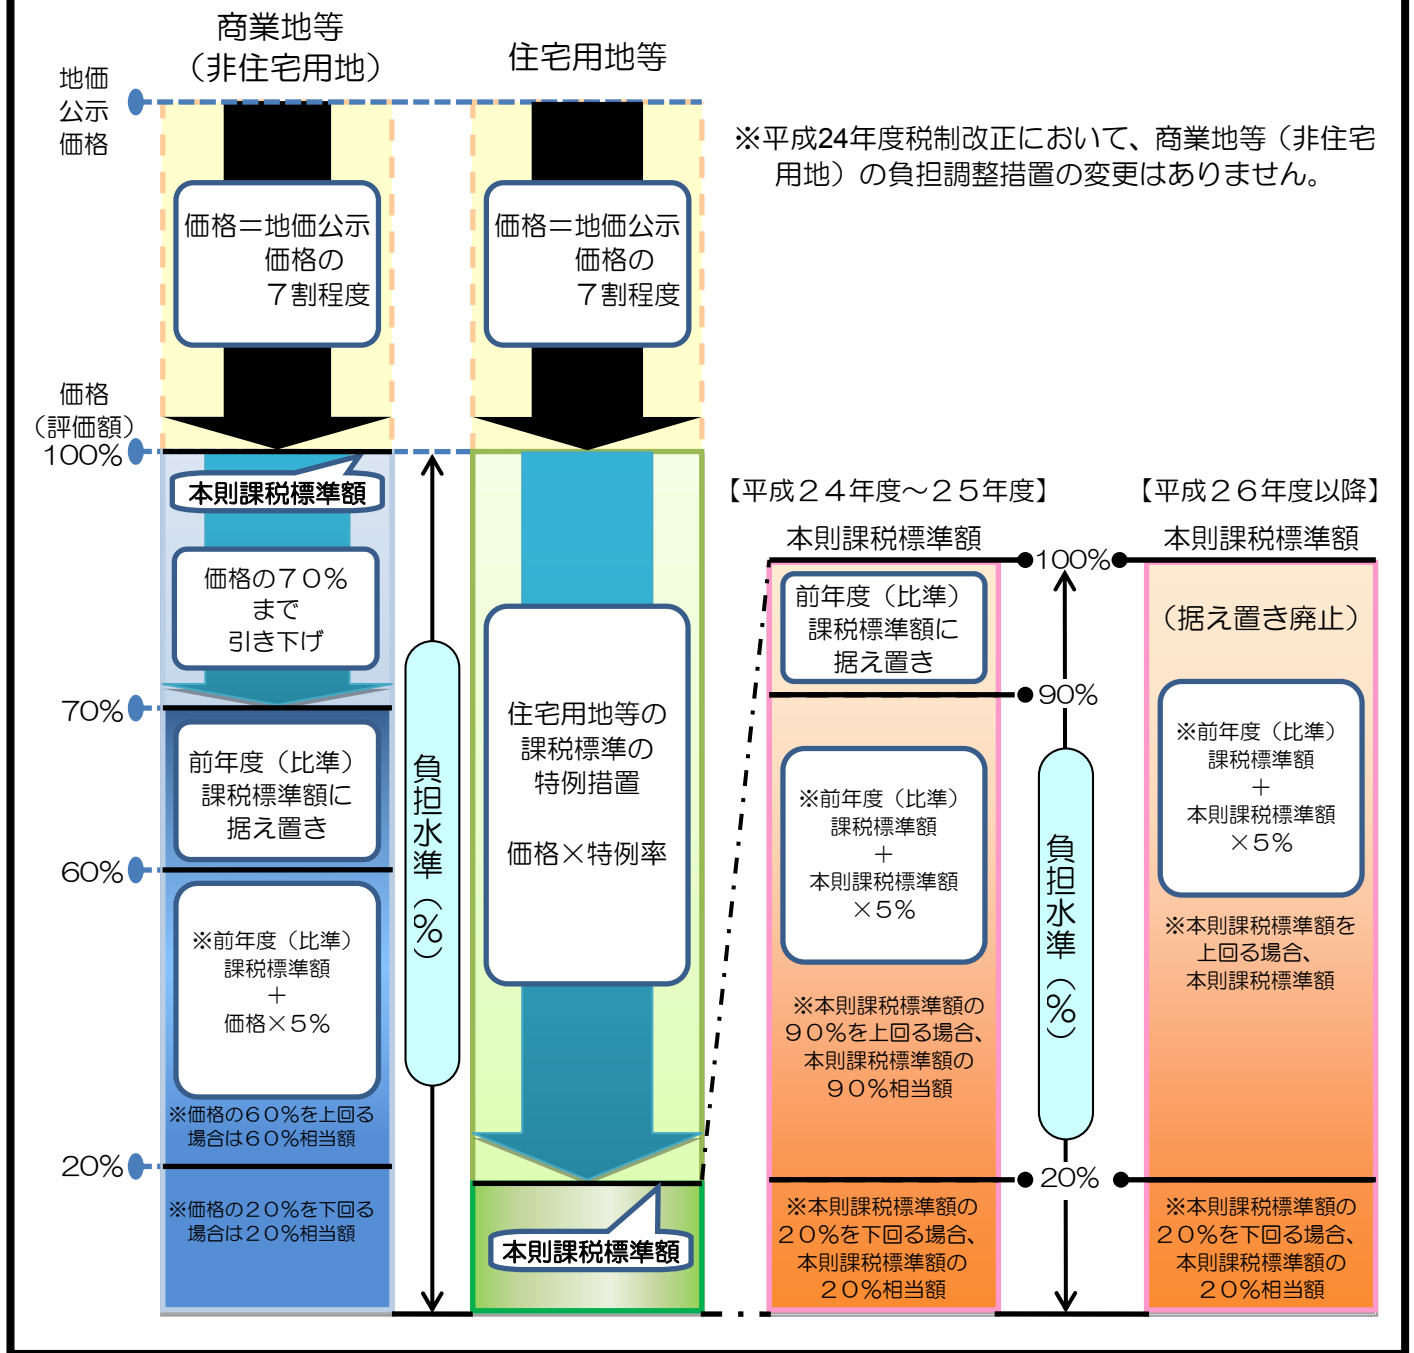 商業地等
（非住宅用地）
住宅用地等
地価
公示
価格
※平成24年度税制改正において、商業地等（非住宅
用地）の負担調整措置の変更はありません。
価格＝地価公示
価格の
７割程度
価格＝地価公示
価格の
７割程度
価格
（評価額）
100%
本則課税標準額
価格の７０％
まで
引き下げ
70%
前年度（比準）
課税標準額に
据え置き
60%
※前年度（比準）
課税標準額
＋
価格×５％
※価格の６０％を上回る
場合は６０％相当額
20%
※価格の２０％を下回る
場合は２０％相当額
負担水準（％）
住宅用地等の
課税標準の
特例措置
価格×特例率
本則課税標準額
【平成２４年度～２５年度】
本則課税標準額
前年度（比準）
課税標準額に
据え置き
※前年度（比準）
課税標準額
＋
本則課税標準額
×５％
※本則課税標準額の
９０％を上回る場合、
本則課税標準額の
９０％相当額
※本則課税標準額の
２０％を下回る場合、
本則課税標準額の
２０％相当額
100%
90%
負担水準（％）
20%
【平成２６年度以降】
本則課税標準額
（据え置き廃止）
※前年度（比準）
課税標準額
＋
本則課税標準額
×５％
※本則課税標準額を
上回る場合、
本則課税標準額
※本則課税標準額の
２０％を下回る場合、
本則課税標準額の
２０％相当額